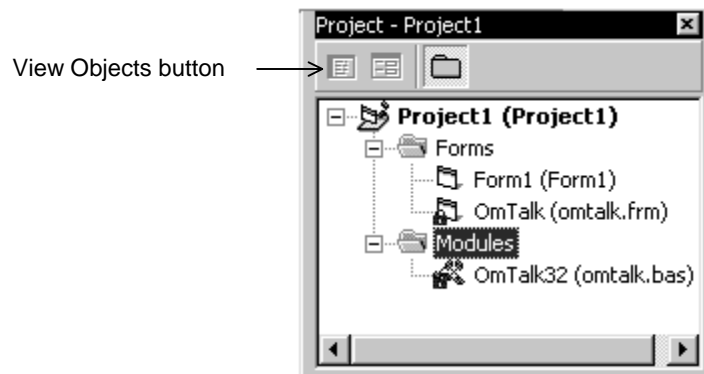 Project - Project1
View Objects button
Project1 (Project1)
Forms
Form1 (Form1)
OmTalk (omtalk.frm)
Modules
OmTalk32 (omtalk.bas)